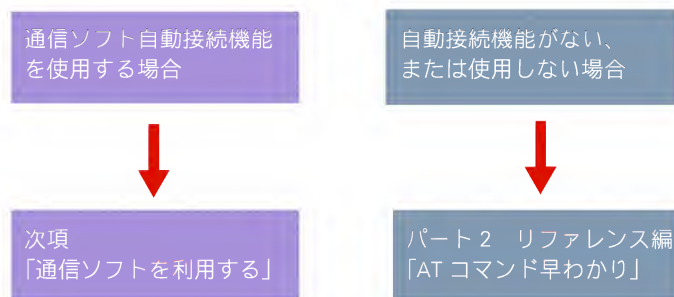 通信ソフト自動接続機能
を使用する場合
自動接続機能がない、
または使用しない場合
次項
「通信ソフトを利用する」
パート２　リファレンス編
「AT コマンド早わかり」